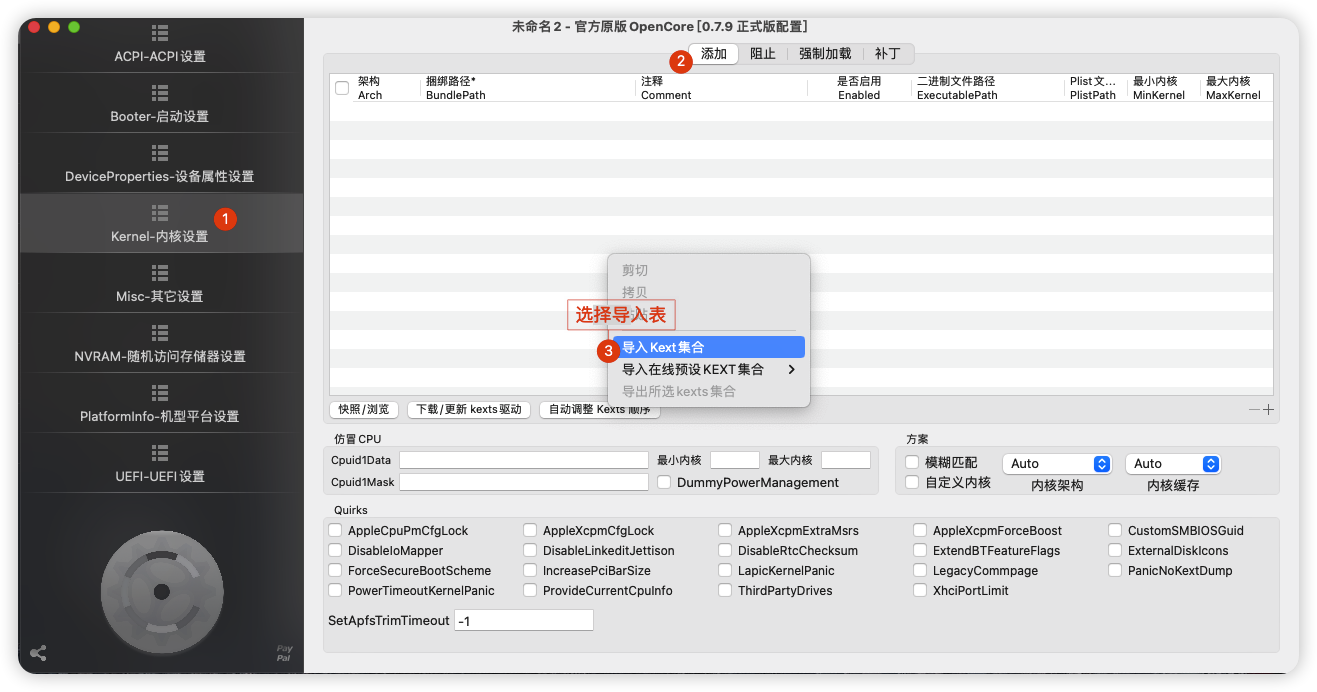 未命名 2 - 官方原版 OpenCore [0.7.9 正式版配置]
ACPI-ACPI设置
Booter-启动设置
DeviceProperties-设备属性设置
1
Kernel-内核设置
Misc-其它设置
NVRAM-随机访问存储器设置
PlatformInfo-机型平台设置
UEFI-UEFI设置
Pay
Pal
2
添加 阻止 强制加载 补丁
架构 捆绑路径* 注释 是否启用 二进制文件路径 Plist 文... 最小内核 最大内核
Arch BundlePath Comment Enabled ExecutablePath PlistPath MinKernel MaxKernel
剪切
拷贝
选择导入表
3
导入 Kext 集合
导入在线预设 KEXT 集合
导出所选 kexts 集合
快照/浏览 下载/更新 kexts 驱动 自动调整 Kexts 顺序
仿冒 CPU
Cpuid1Data 最小内核 最大内核
Cpuid1Mask DummyPowerManagement
方案
模糊匹配 Auto Auto
自定义内核 内核架构 内核缓存
Quirks
AppleCpuPmCfgLock AppleXcpmCfgLock AppleXcpmExtraMsrs AppleXcpmForceBoost CustomSMBIOSGuid
DisableIoMapper DisableLinkeditJettison DisableRtcChecksum ExtendBTFeatureFlags ExternalDiskIcons
ForceSecureBootScheme IncreasePciBarSize LapicKernelPanic LegacyCommpage PanicNoKextDump
PowerTimeoutKernelPanic ProvideCurrentCpuInfo ThirdPartyDrives XhciPortLimit
SetApfsTrimTimeout -1